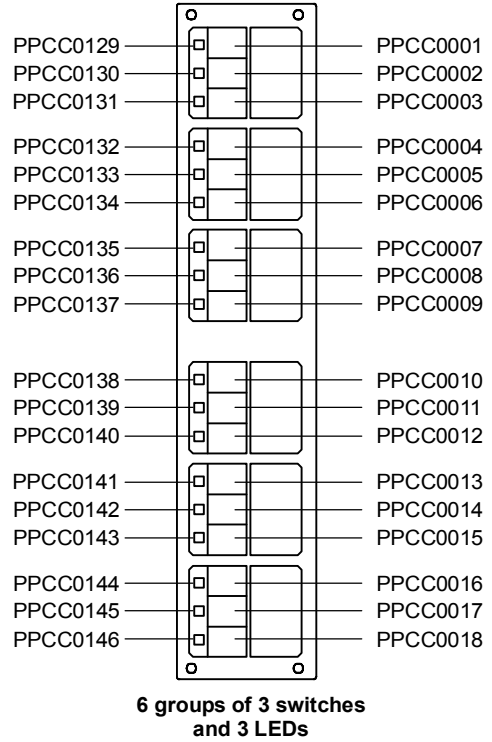 PPCC0129 PPCC0001
PPCC0130 PPCC0002
PPCC0131 PPCC0003
PPCC0132 PPCC0004
PPCC0133 PPCC0005
PPCC0134 PPCC0006
PPCC0135 PPCC0007
PPCC0136 PPCC0008
PPCC0137 PPCC0009
PPCC0138 PPCC0010
PPCC0139 PPCC0011
PPCC0140 PPCC0012
PPCC0141 PPCC0013
PPCC0142 PPCC0014
PPCC0143 PPCC0015
PPCC0144 PPCC0016
PPCC0145 PPCC0017
PPCC0146 PPCC0018
6 groups of 3 switches
and 3 LEDs